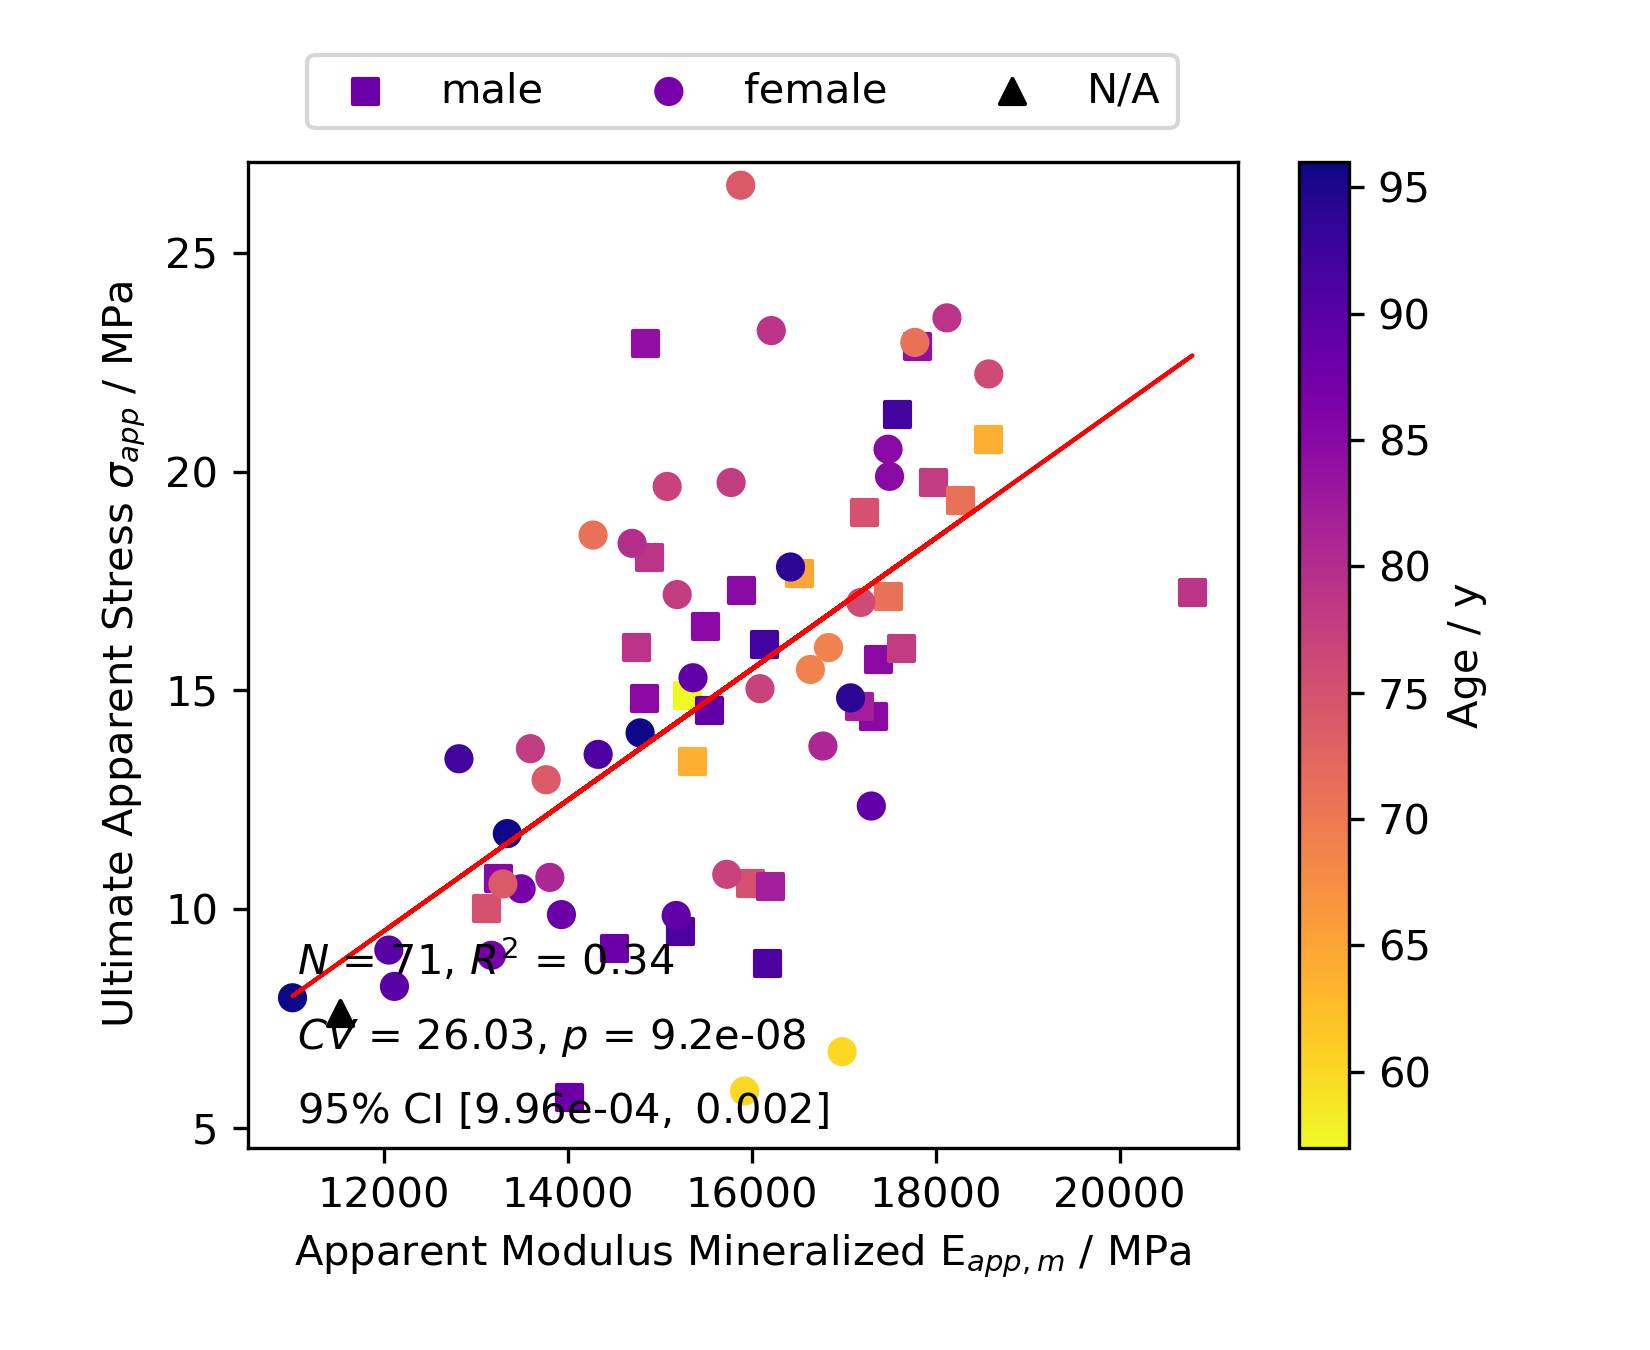 male female N/A
25
20
15
10
5
Ultimate Apparent Stress σapp / MPa
N = 71, R² = 0.34
CV = 26.03, p = 9.2e-08
95% CI [9.96e-04, 0.002]
12000 14000 16000 18000 20000
Apparent Modulus Mineralized Eapp,m / MPa
95
90
85
80
75
70
65
60
Age / y